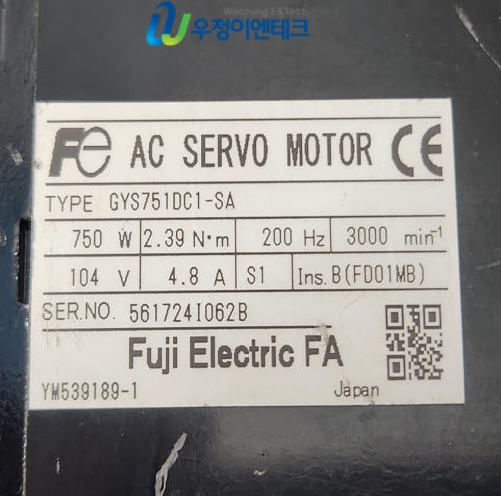 WooJung E&Tech
우정이엔테크
Fe AC SERVO MOTOR CE
TYPE GYS751DC1-SA
750 W 2.39 N·m 200 Hz 3000 min⁻¹
104 V 4.8 A S1 Ins. B(FD01MB)
SER.NO. 561724I062B
Fuji Electric FA
YM539189-1 Japan